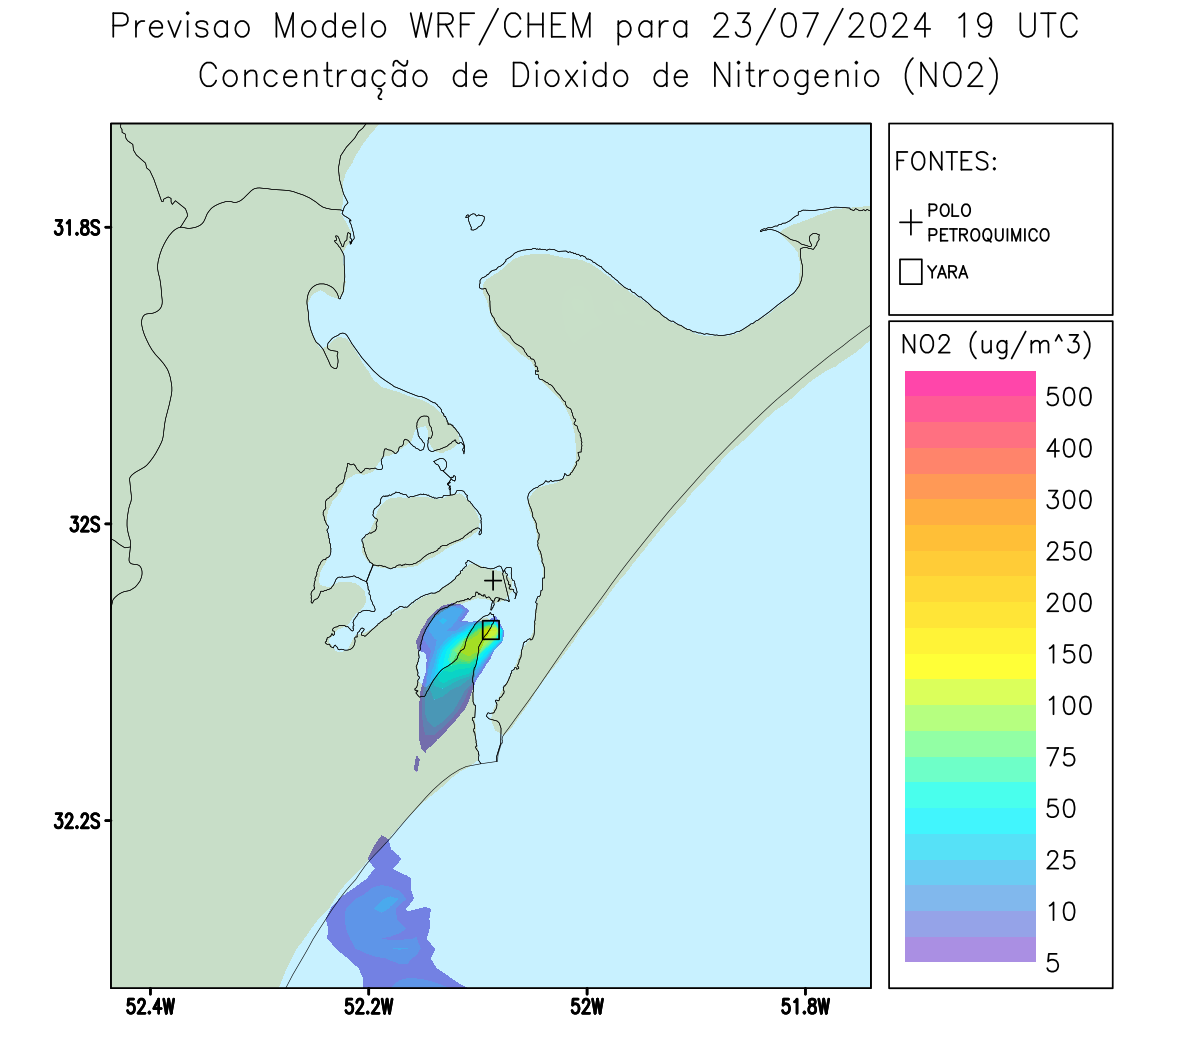 Previsao Modelo WRF/CHEM para 23/07/2024 19 UTC
Concentração de Dioxido de Nitrogenio (NO2)
FONTES:
POLO
PETROQUIMICO
YARA
NO2 (ug/m^3)
500
400
300
250
200
150
100
75
50
25
10
5
31.8S
32S
32.2S
52.4W
52.2W
52W
51.8W